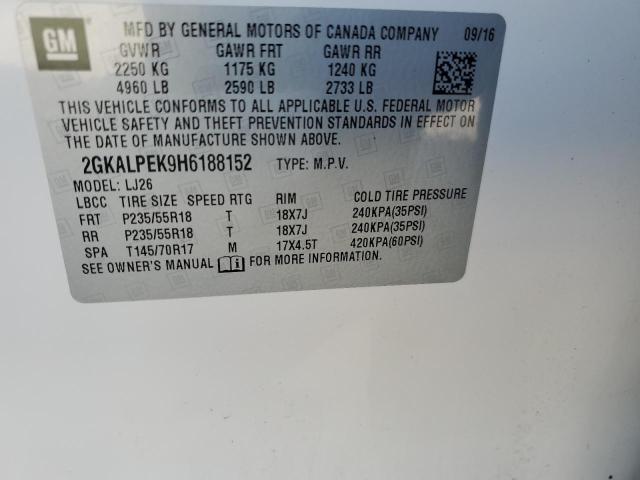 GM
MFD BY GENERAL MOTORS OF CANADA COMPANY 09/16
GVWR GAWR FRT GAWR RR
2250 KG 1175 KG 1240 KG
4960 LB 2590 LB 2733 LB
THIS VEHICLE CONFORMS TO ALL APPLICABLE U.S. FEDERAL MOTOR
VEHICLE SAFETY AND THEFT PREVENTION STANDARDS IN EFFECT ON
THE DATE OF MANUFACTURE SHOWN ABOVE.
2GKALPEK9H6188152 TYPE: M.P.V.
MODEL: LJ26
LBCC TIRE SIZE SPEED RTG RIM COLD TIRE PRESSURE
FRT P235/55R18 T 18X7J 240KPA(35PSI)
RR P235/55R18 T 18X7J 240KPA(35PSI)
SPA T145/70R17 M 17X4.5T 420KPA(60PSI)
SEE OWNER'S MANUAL FOR MORE INFORMATION.